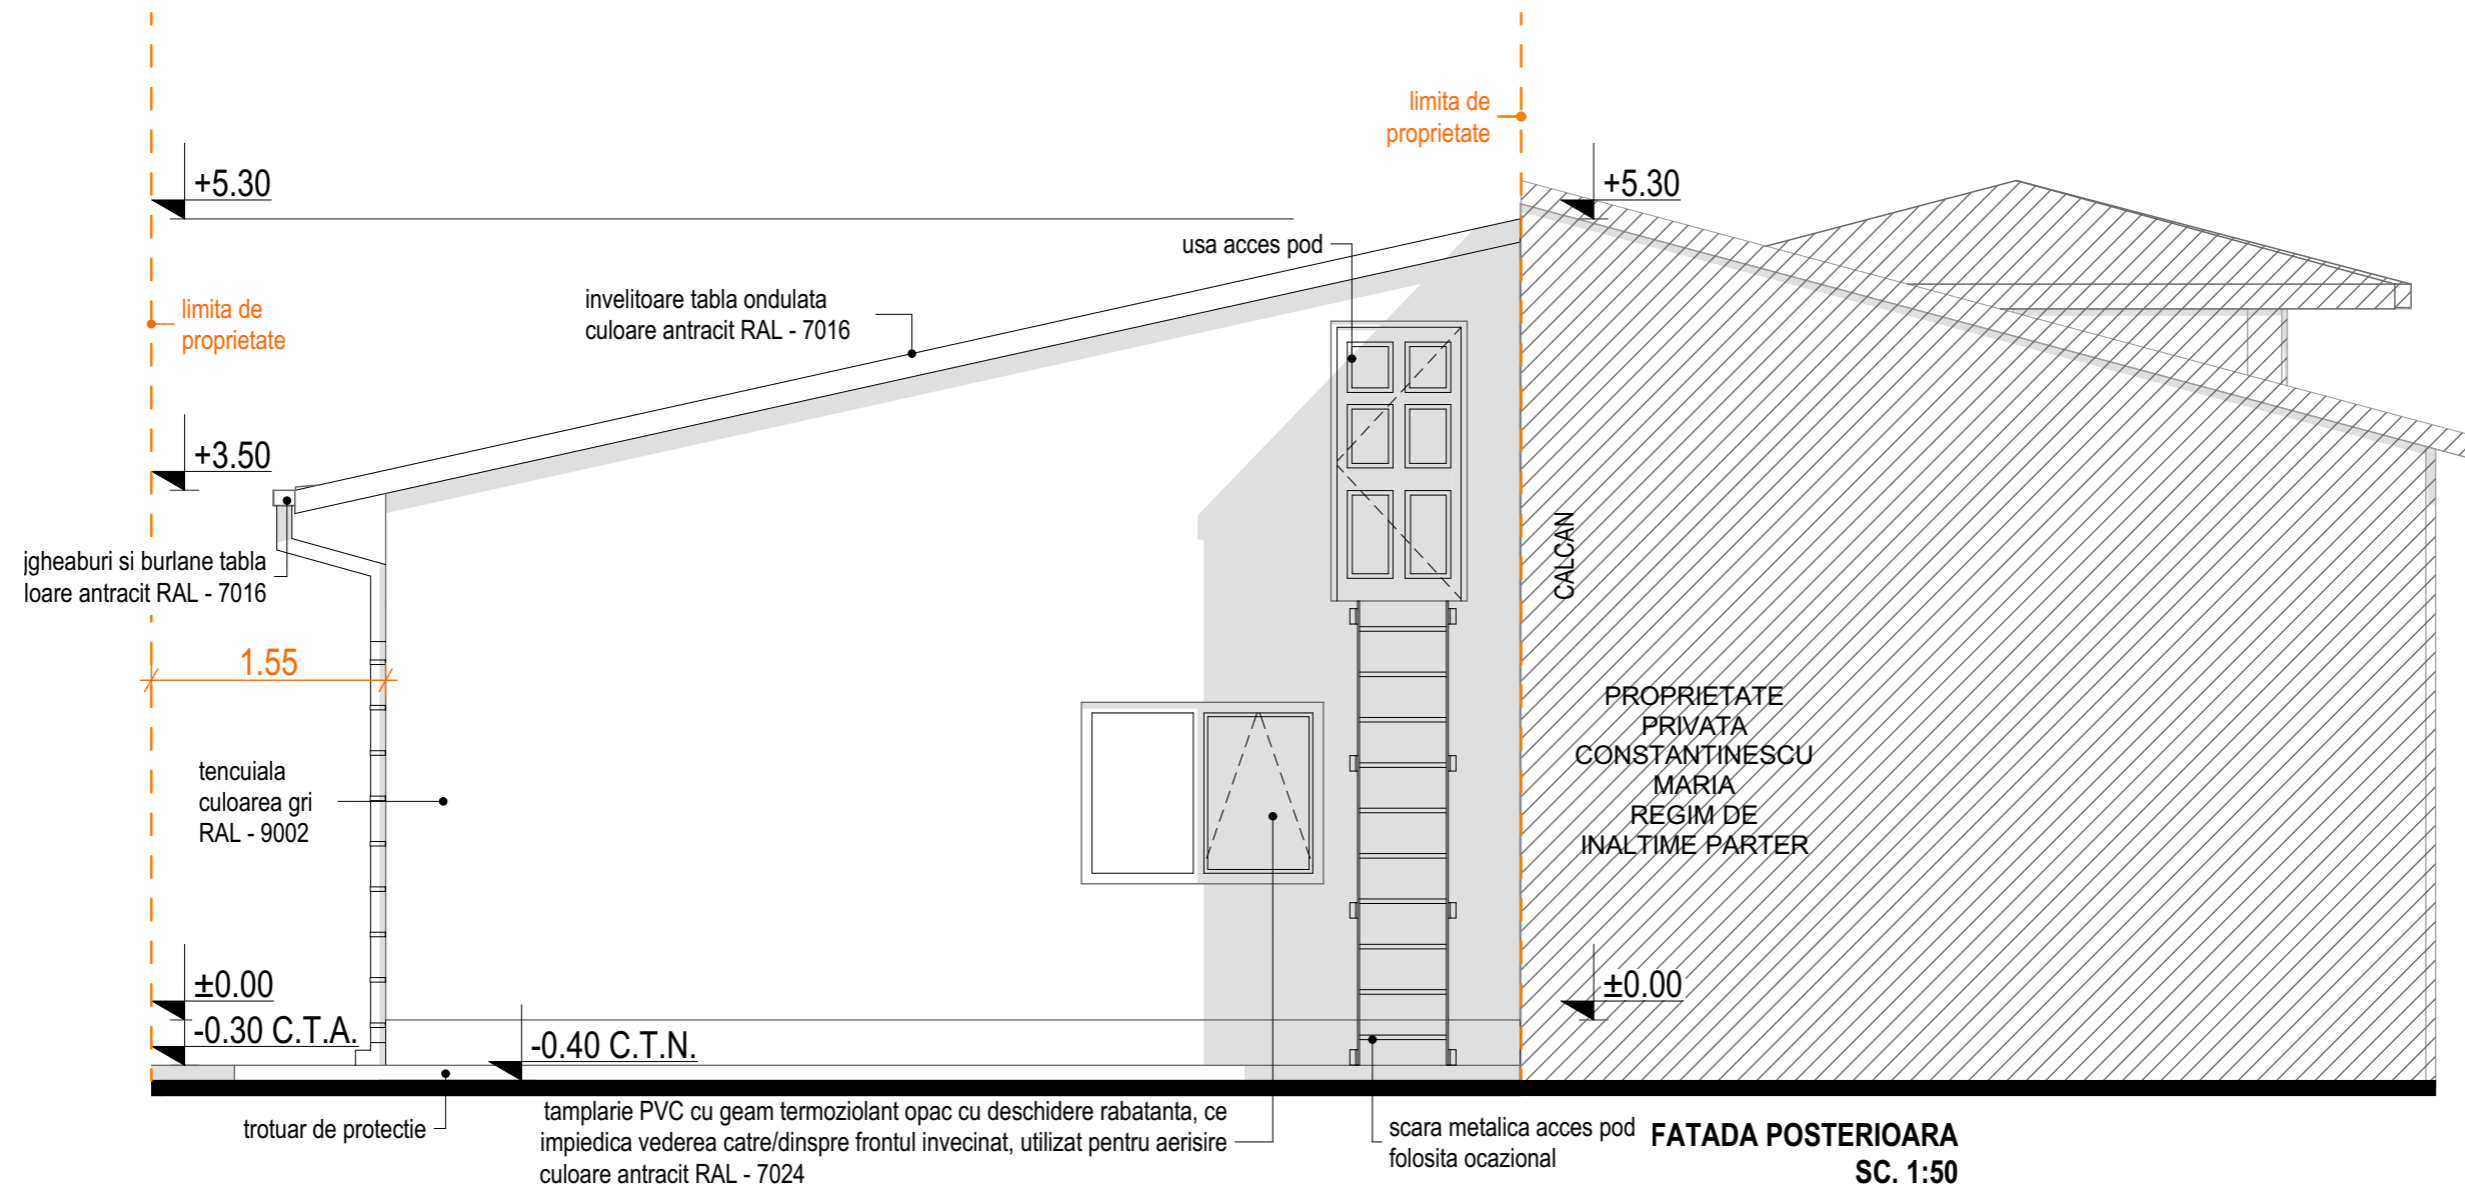 limita de
proprietate
+5.30
+5.30
usa acces pod
invelitoare tabla ondulata
culoare antracit RAL - 7016
limita de
proprietate
+3.50
jgheaburi si burlane tabla
loare antracit RAL - 7016
CALCAN
1.55
PROPRIETATE
PRIVATA
CONSTANTINESCU
MARIA
REGIM DE
INALTIME PARTER
tencuiala
culoarea gri
RAL - 9002
±0.00
±0.00
-0.30 C.T.A.
-0.40 C.T.N.
trotuar de protectie
tamplarie PVC cu geam termoziolant opac cu deschidere rabatanta, ce
impiedica vederea catre/dinspre frontul invecinat, utilizat pentru aerisire
culoare antracit RAL - 7024
scara metalica acces pod
folosita ocazional
FATADA POSTERIOARA
SC. 1:50